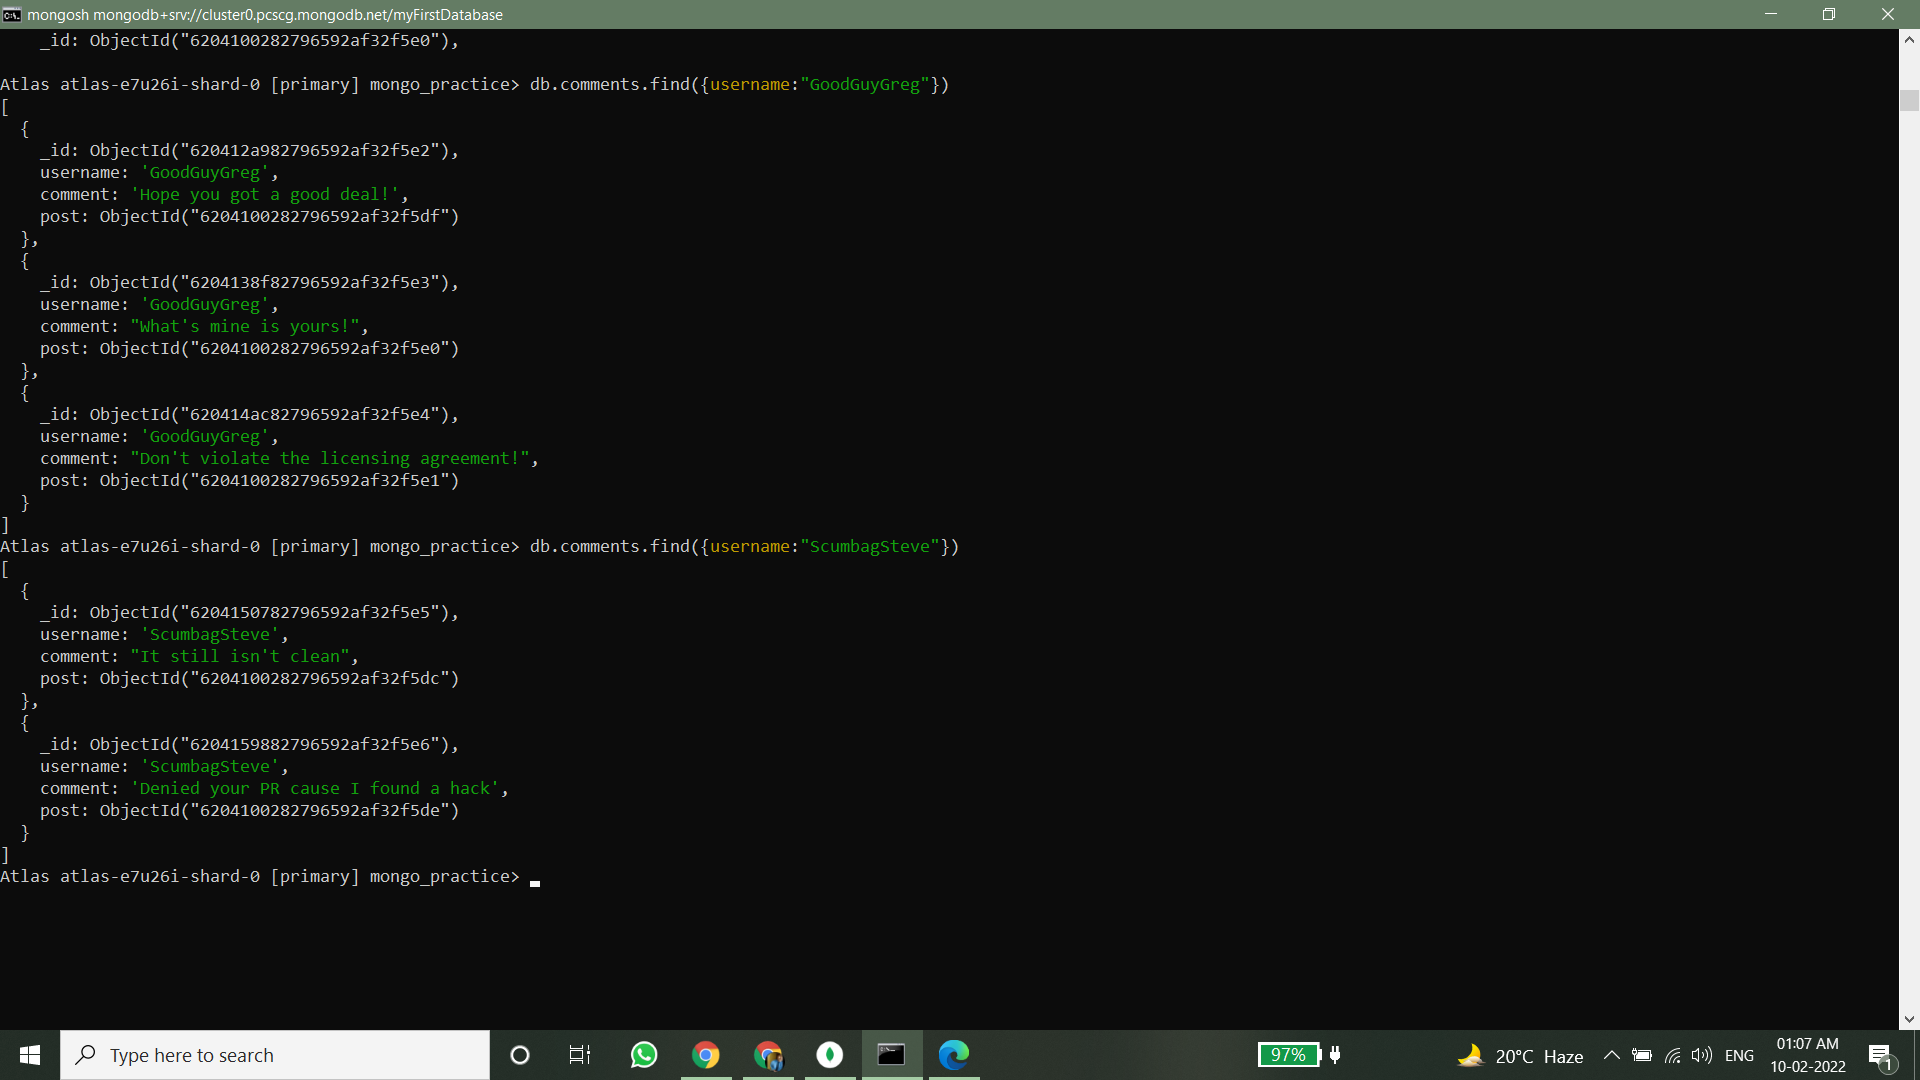 mongosh mongodb+srv://cluster0.pcscg.mongodb.net/myFirstDatabase
_id: ObjectId("6204100282796592af32f5e0"),
Atlas atlas-e7u26i-shard-0 [primary] mongo_practice> db.comments.find({username:"GoodGuyGreg"})
[
  {
    _id: ObjectId("620412a982796592af32f5e2"),
    username: 'GoodGuyGreg',
    comment: 'Hope you got a good deal!',
    post: ObjectId("6204100282796592af32f5df")
  },
  {
    _id: ObjectId("6204138f82796592af32f5e3"),
    username: 'GoodGuyGreg',
    comment: "What's mine is yours!",
    post: ObjectId("6204100282796592af32f5e0")
  },
  {
    _id: ObjectId("620414ac82796592af32f5e4"),
    username: 'GoodGuyGreg',
    comment: "Don't violate the licensing agreement!",
    post: ObjectId("6204100282796592af32f5e1")
  }
]
Atlas atlas-e7u26i-shard-0 [primary] mongo_practice> db.comments.find({username:"ScumbagSteve"})
[
  {
    _id: ObjectId("6204150782796592af32f5e5"),
    username: 'ScumbagSteve',
    comment: "It still isn't clean",
    post: ObjectId("6204100282796592af32f5dc")
  },
  {
    _id: ObjectId("6204159882796592af32f5e6"),
    username: 'ScumbagSteve',
    comment: 'Denied your PR cause I found a hack',
    post: ObjectId("6204100282796592af32f5de")
  }
]
Atlas atlas-e7u26i-shard-0 [primary] mongo_practice>
Type here to search
97%
20°C Haze
ENG
01:07 AM
10-02-2022
1